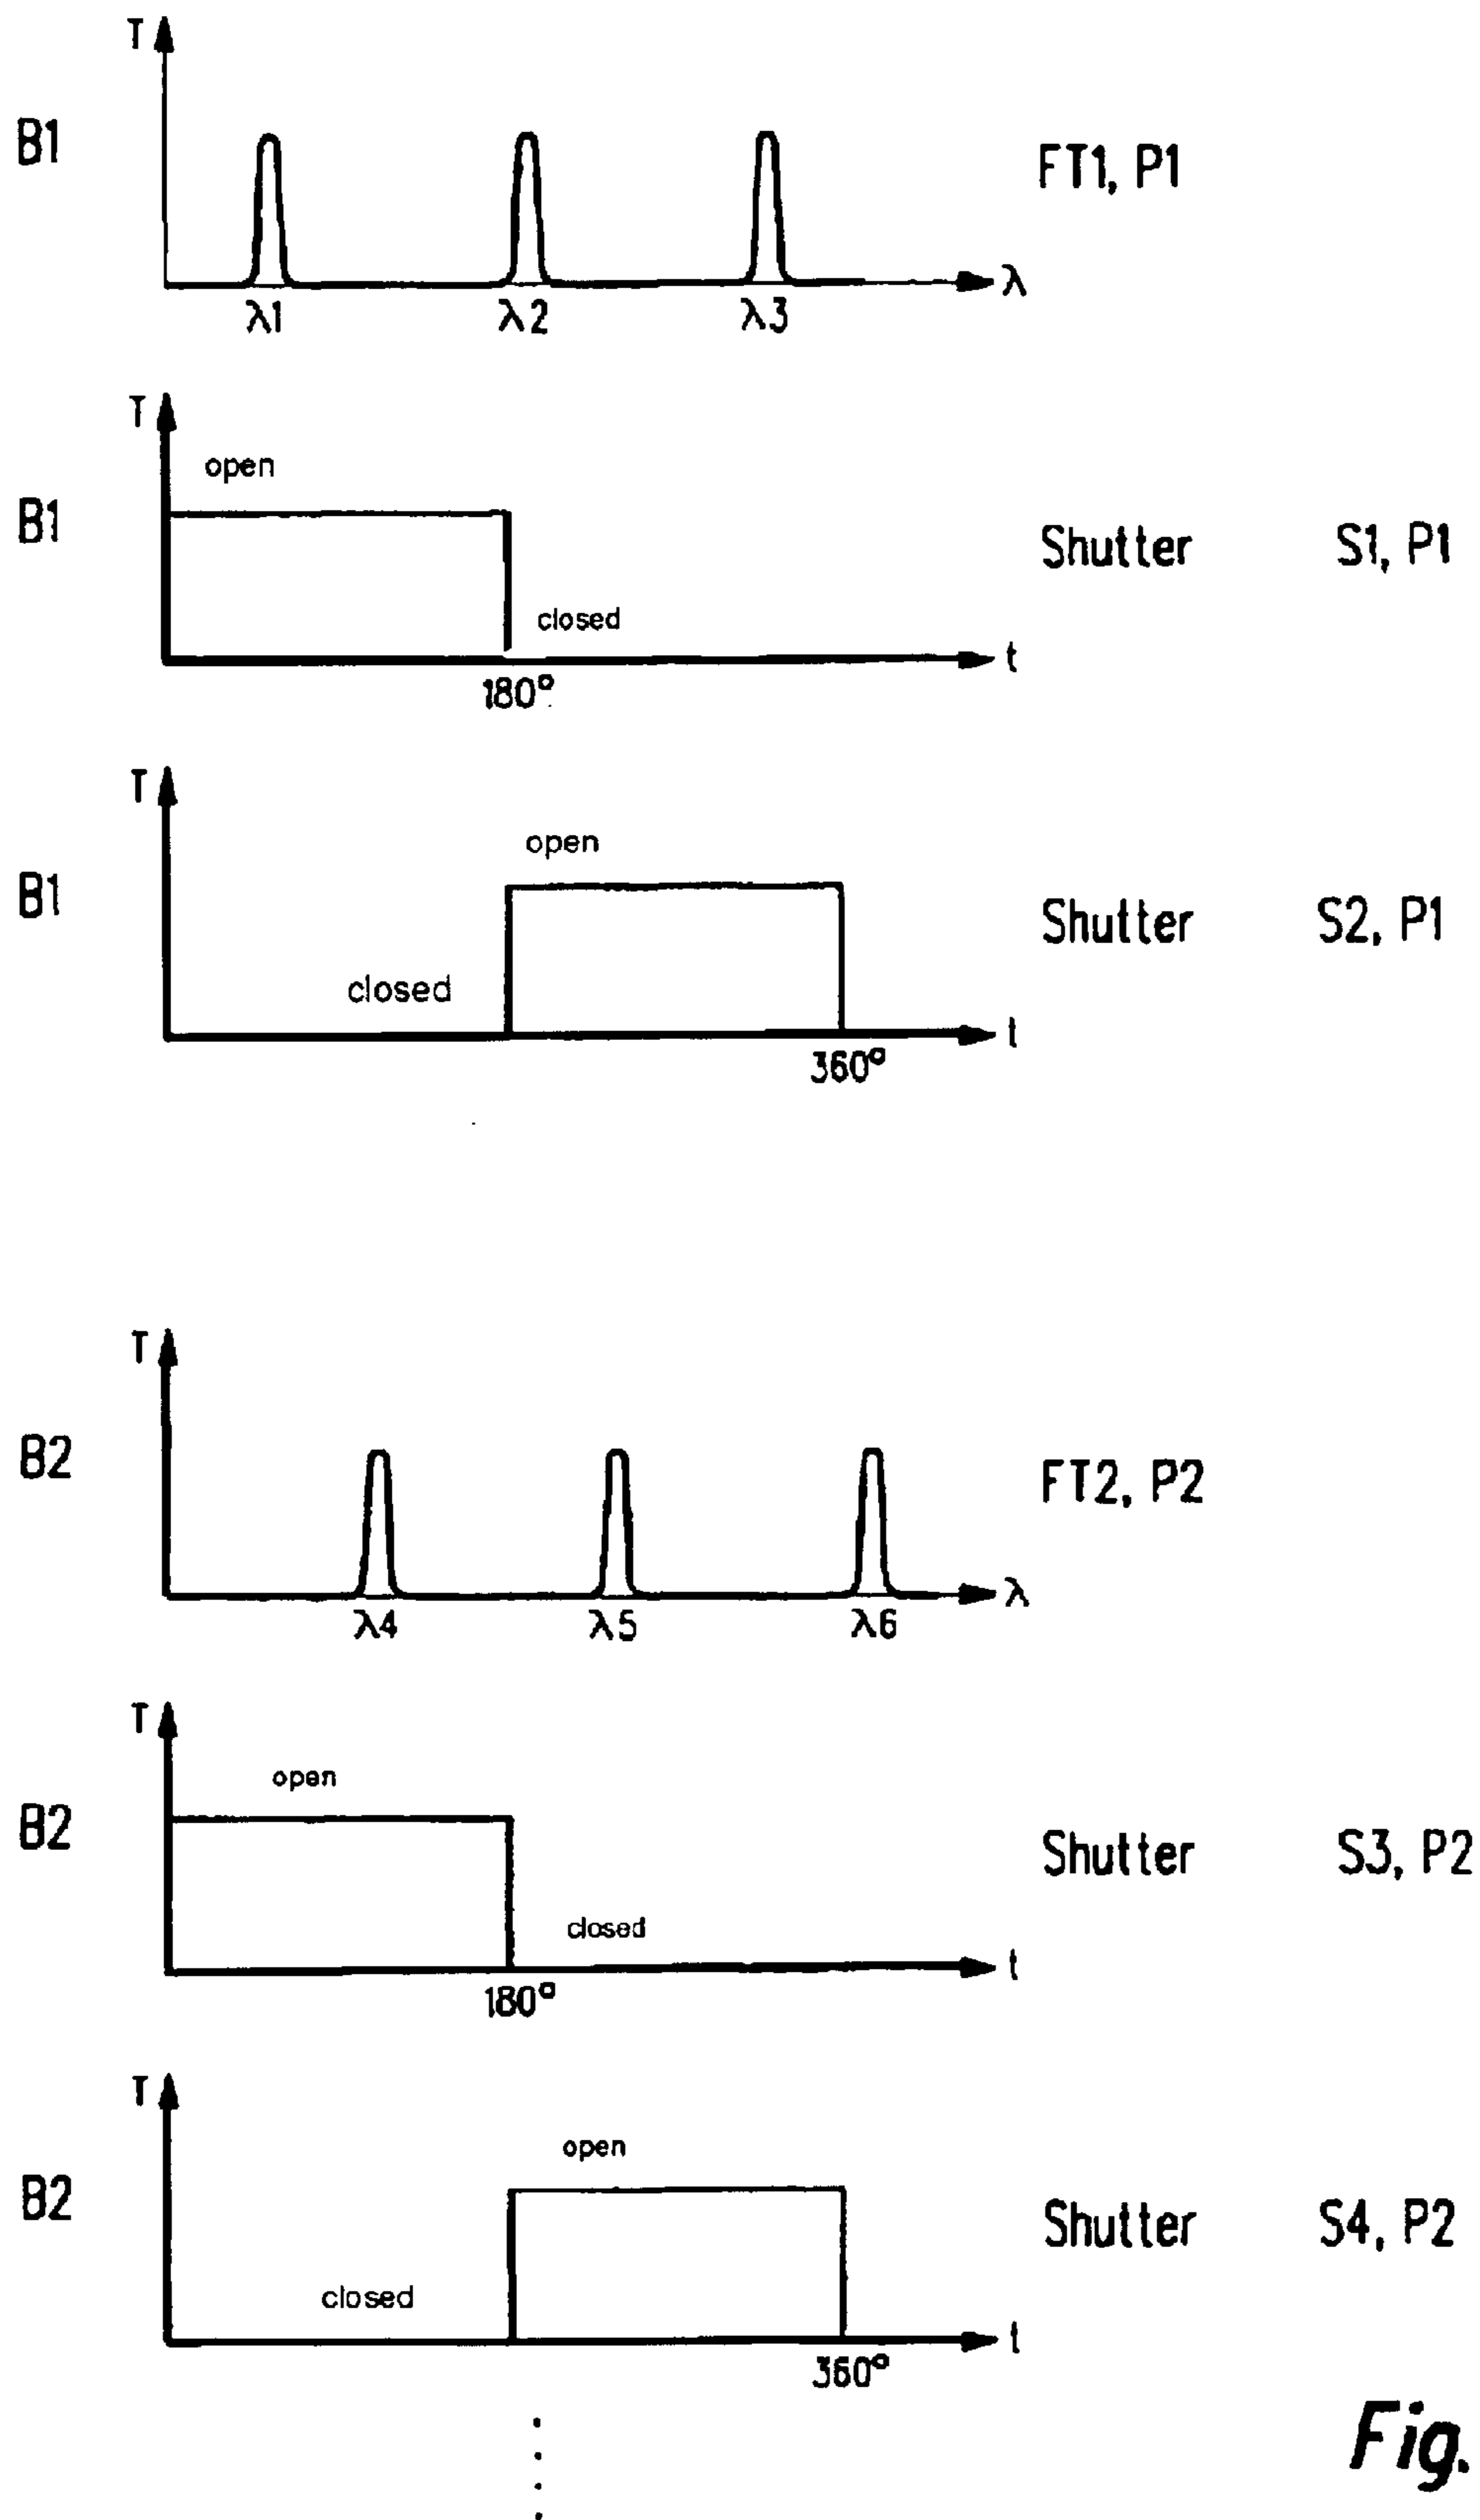 T
B1
FT1, P1
λ
λ1 λ2 λ3
T
open
B1
Shutter S1, P1
closed
t
180°
T
open
B1
Shutter S2, P1
closed
t
360°
T
B2
FT2, P2
λ
λ4 λ5 λ6
T
open
B2
Shutter S3, P2
closed
t
180°
T
open
B2
Shutter S4, P2
closed
t
360°
Fig.